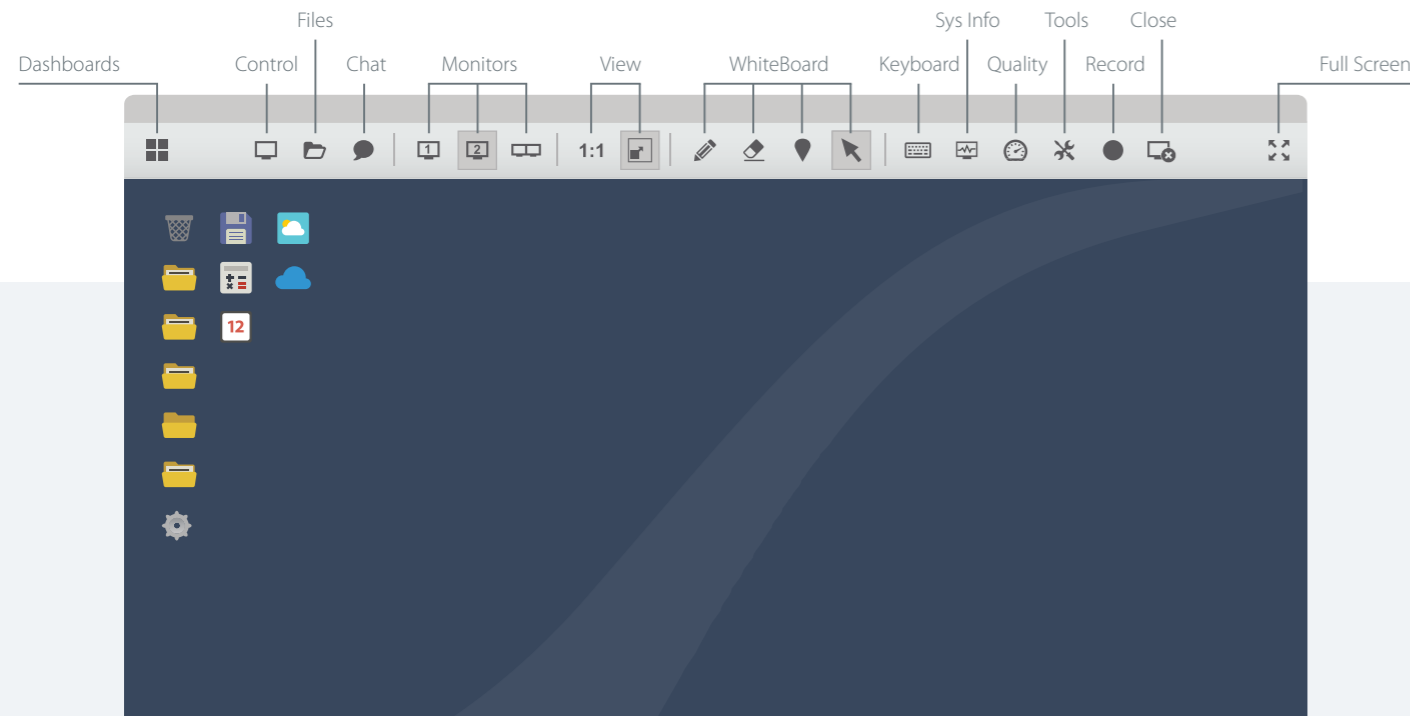 Files Sys Info Tools Close
Dashboards Control Chat Monitors View WhiteBoard Keyboard Quality Record Full Screen
1 2 1:1
12